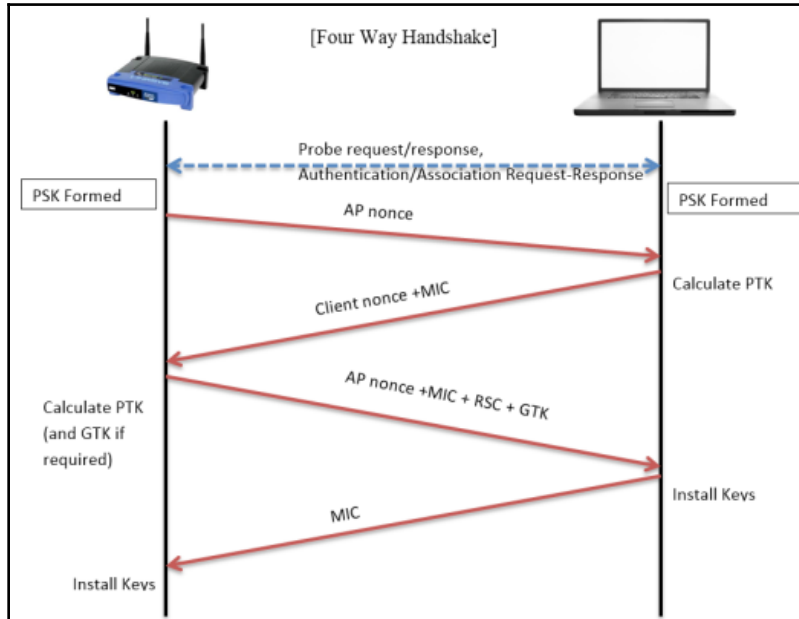 [Four Way Handshake]
Probe request/response,
Authentication/Association Request-Response
PSK Formed
PSK Formed
AP nonce
Calculate PTK
Client nonce +MIC
AP nonce +MIC + RSC + GTK
Calculate PTK
(and GTK if
required)
Install Keys
MIC
Install Keys